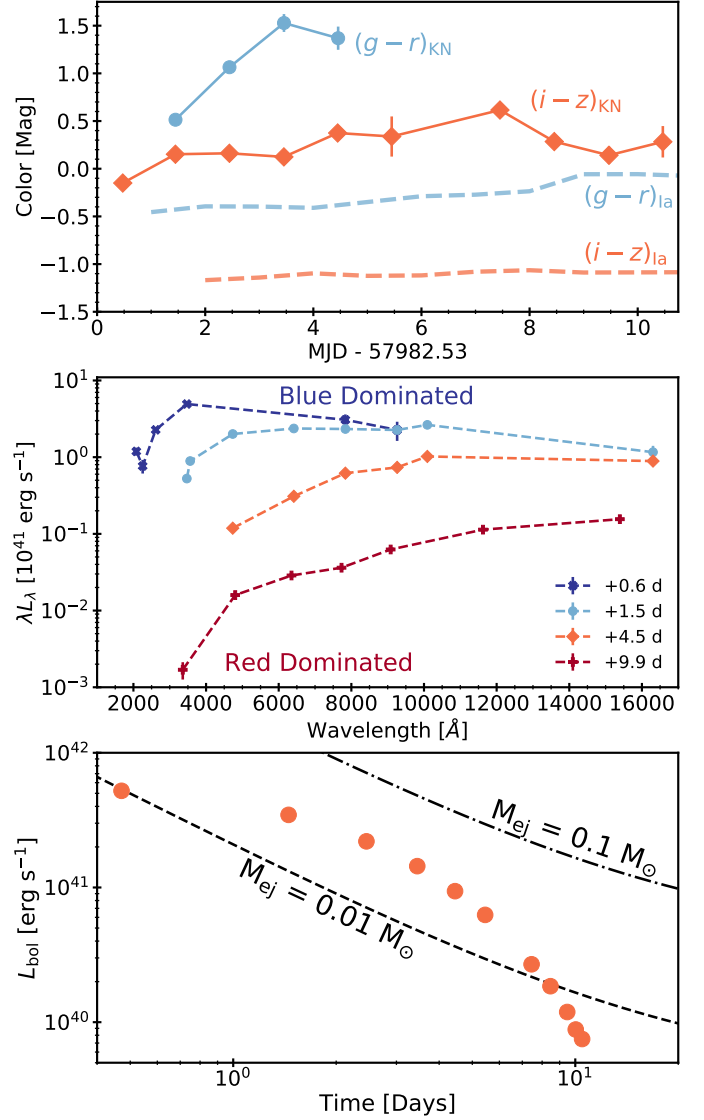 1.5
1.0
0.5
0.0
−0.5
−1.0
−1.5
Color [Mag]
(g − r)KN
(i − z)KN
(g − r)Ia
(i − z)Ia
0 2 4 6 8 10
MJD - 57982.53
10¹
10⁰
10⁻¹
10⁻²
10⁻³
λLλ [10⁴¹ erg s⁻¹]
Blue Dominated
+0.6 d
+1.5 d
+4.5 d
+9.9 d
Red Dominated
2000 4000 6000 8000 10000 12000 14000 16000
Wavelength [Å]
10⁴²
10⁴¹
10⁴⁰
Lbol [erg s⁻¹]
Mej = 0.1 M⊙
Mej = 0.01 M⊙
10⁰ 10¹
Time [Days]